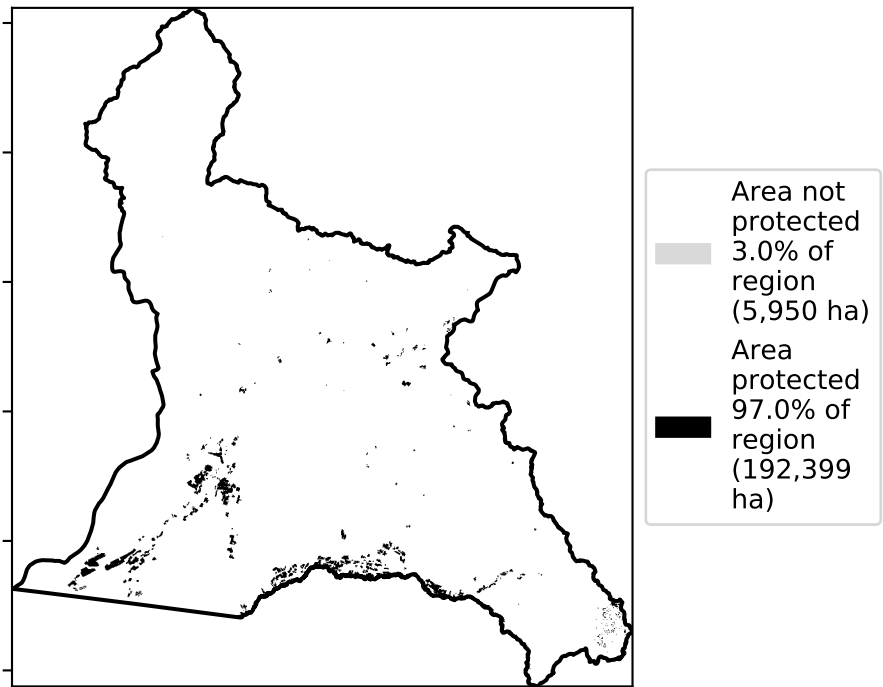 Area not
protected
3.0% of
region
(5,950 ha)
Area
protected
97.0% of
region
(192,399
ha)